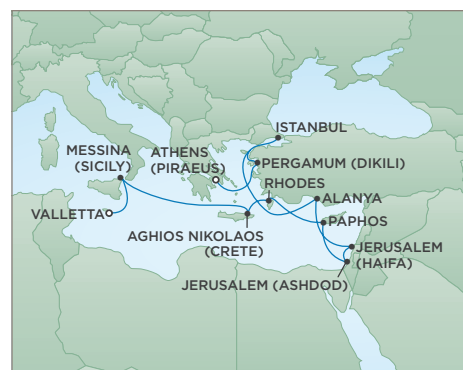 ISTANBUL
MESSINA
(SICILY)
ATHENS
(PIRAEUS)
PERGAMUM (DIKILI)
RHODES
ALANYA
VALLETTA
PAPHOS
AGHIOS NIKOLAOS
(CRETE)
JERUSALEM
(HAIFA)
JERUSALEM (ASHDOD)